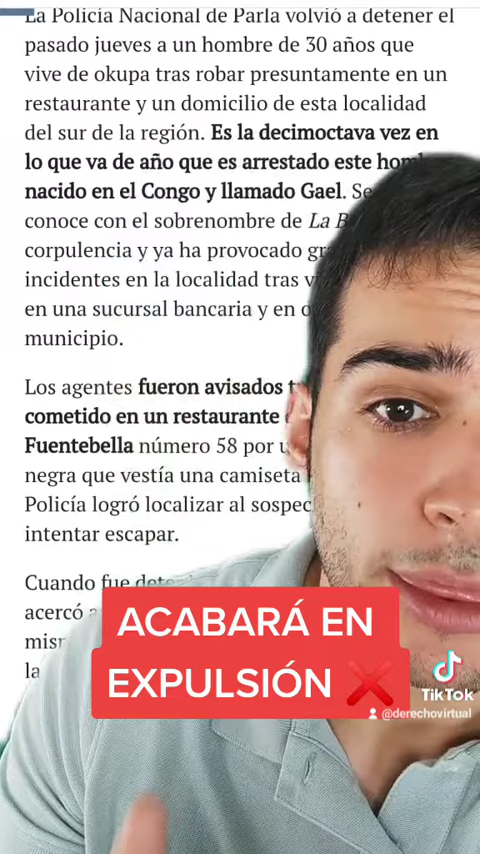 La Policía Nacional de Parla volvió a detener el
pasado jueves a un hombre de 30 años que
vive de okupa tras robar presuntamente en un
restaurante y un domicilio de esta localidad
del sur de la región. Es la decimoctava vez en
lo que va de año que es arrestado este
nacido en el Congo y llamado Gael. Se
conoce con el sobrenombre de La
corpulencia y ya ha provocado
incidentes en la localidad tras
en una sucursal bancaria y en
municipio.
Los agentes fueron avisados
cometido en un restaurante
Fuentebella número 58 por
negra que vestía una camiseta
Policía logró localizar al
intentar escapar.
Cuando fue
acercó
la
ACABARÁ EN
EXPULSIÓN ❌
TikTok
@derechovirtual